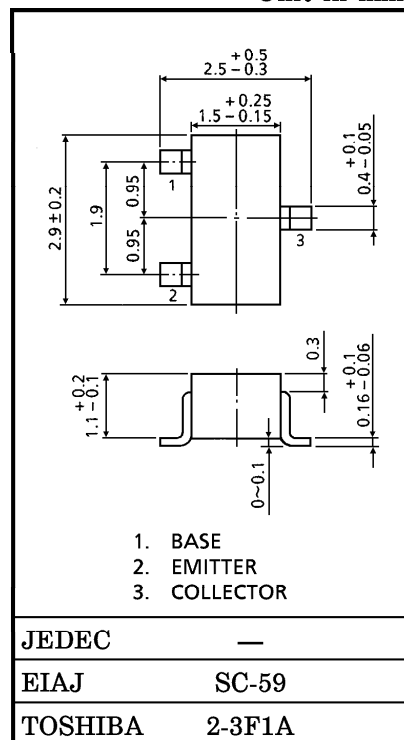 +0.5
2.5 −0.3
+0.25
1.5 −0.15
2.9 ± 0.2
1.9
0.95
0.95
1
2
3
+0.1
0.4 −0.05
+0.2
1.1 −0.1
0.3
+0.1
0.16 −0.06
0~0.1
1. BASE
2. EMITTER
3. COLLECTOR
JEDEC —
EIAJ SC-59
TOSHIBA 2-3F1A